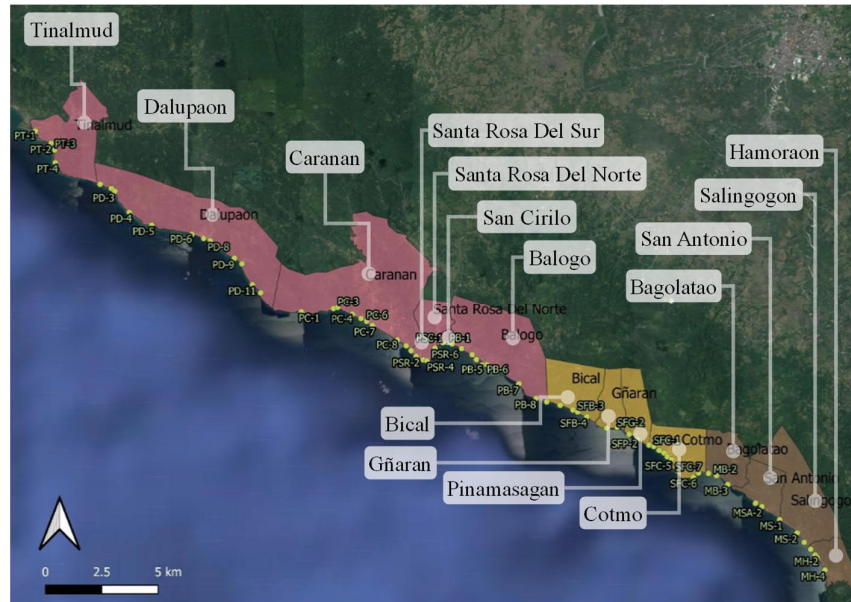 Tinalmud
Dalupaon
Caranan
Santa Rosa Del Sur
Santa Rosa Del Norte
San Cirilo
Balogo
Hamoraon
Salingogon
San Antonio
Bagolatao
Tinalmud
PT-1
PT-2
PT-3
PT-4
PD-3
PD-4
PD-5
Dalupaon
PD-6
PD-8
PD-9
PD-11
Caranan
PC-1
PC-3
PC-4
PC-6
PC-7
PC-8
Santa Rosa Del Norte
PSC-1
PB-1
Balogo
PSR-2
PSR-6
PSR-4
PB-5
PB-6
PB-7
PB-8
Bical
Gñaran
SFB-3
SFB-4
SFG-2
SFP-2
SFC-1
Cotmo
SFC-5
SFC-7
SFC-6
Bagolatao
MB-2
MB-3
San Antonio
MSA-2
Salingogo
MS-1
MS-2
MH-2
MH-4
Bical
Gñaran
Pinamasagan
Cotmo
0 2.5 5 km